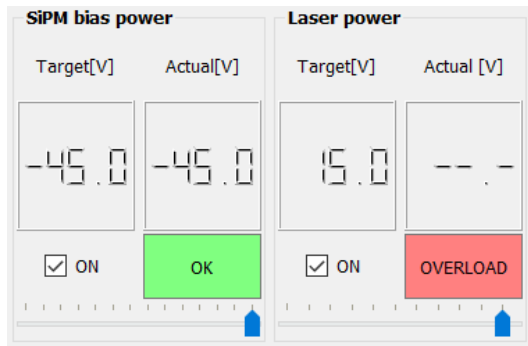 SiPM bias power
Laser power
Target[V] Actual[V]
Target[V] Actual [V]
-45.0 -45.0
15.0 --.-
ON OK
ON OVERLOAD